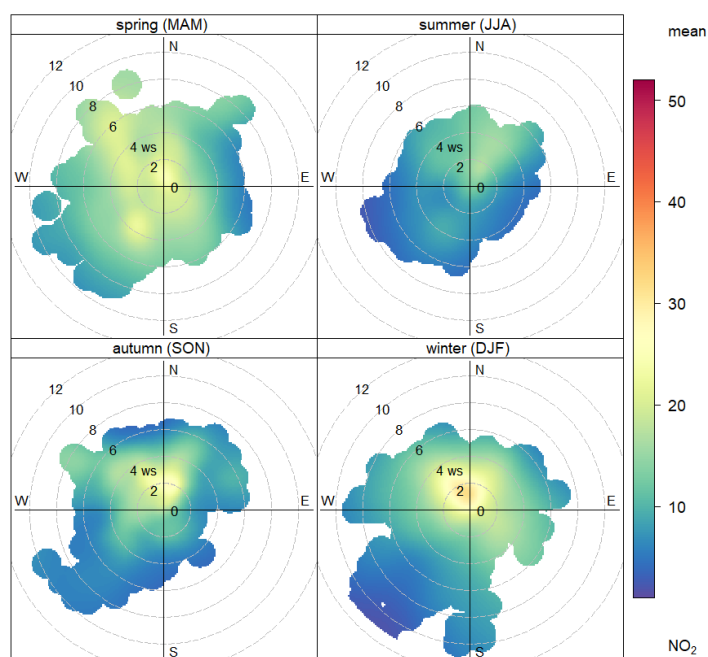 spring (MAM)
summer (JJA)
mean
N
12
10
8
6
4 ws
2
0
W
E
S
N
12
10
8
6
4 ws
2
0
W
E
S
autumn (SON)
winter (DJF)
N
12
10
8
6
4 ws
2
0
W
E
S
N
12
10
8
6
4 ws
2
0
W
E
S
50
40
30
20
10
NO₂